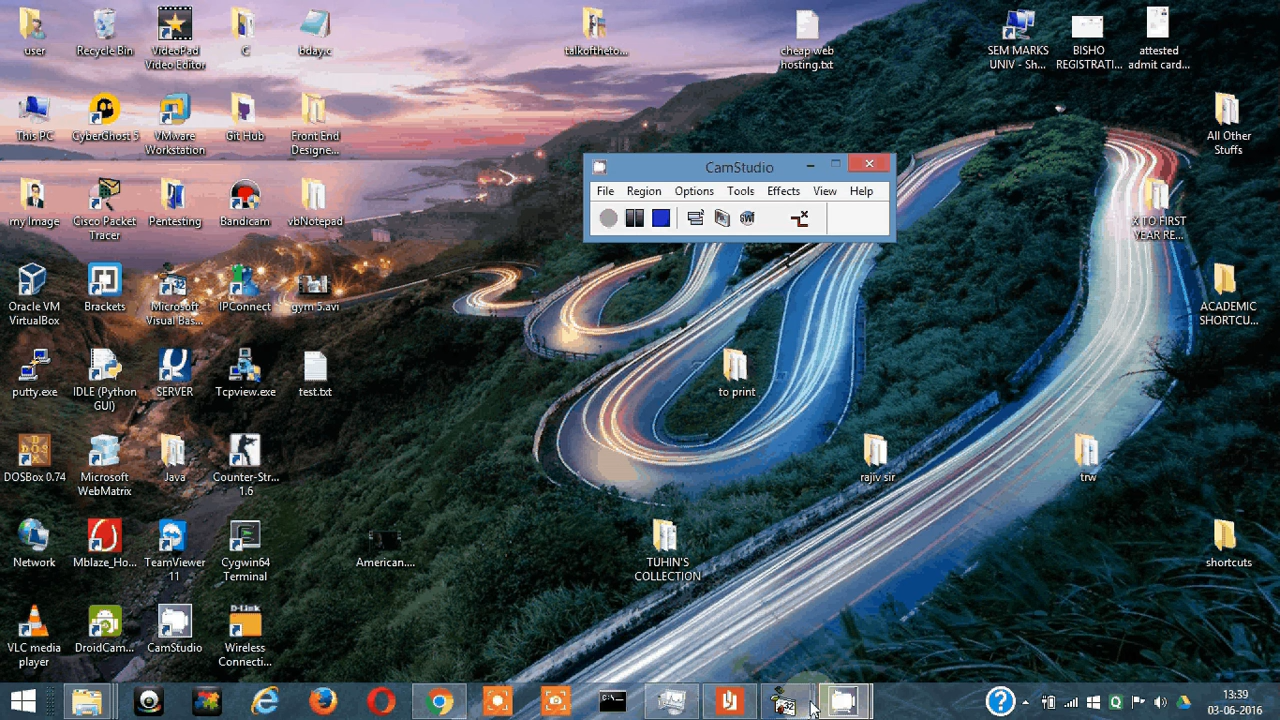 user
Recycle Bin
VideoPad
Video Editor
C
bday.c
talkoftheto...
cheap web
hosting.txt
SEM MARKS
UNIV - Sh...
BISHO
REGISTRATI...
attested
admit card...
This PC
CyberGhost 5
VMware
Workstation
Git Hub
Front End
Designe...
All Other
Stuffs
CamStudio
File Region Options Tools Effects View Help
my Image
Cisco Packet
Tracer
Pentesting
Bandicam
vbNotepad
X TO FIRST
YEAR RE...
Oracle VM
VirtualBox
Brackets
Microsoft
Visual Bas...
IPConnect
gym 5.avi
ACADEMIC
SHORTCU...
putty.exe
IDLE (Python
GUI)
SERVER
Tcpview.exe
test.txt
to print
DOSBox 0.74
Microsoft
WebMatrix
Java
Counter-Str...
1.6
rajiv sir
trw
Network
Mblaze_Ho...
TeamViewer
11
Cygwin64
Terminal
American....
TUHIN'S
COLLECTION
shortcuts
VLC media
player
DroidCam...
CamStudio
D-Link
Wireless
Connecti...
13:39
03-06-2016